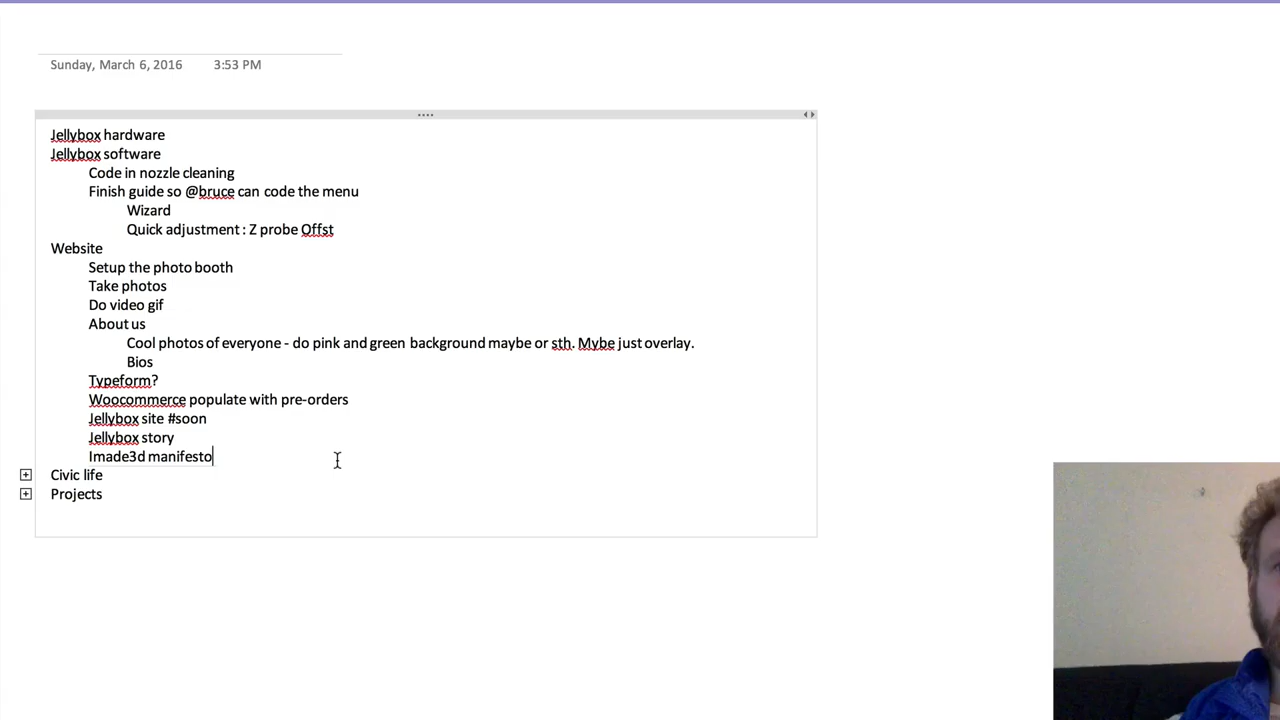 Sunday, March 6, 2016 3:53 PM
Jellybox hardware
Jellybox software
Code in nozzle cleaning
Finish guide so @bruce can code the menu
Wizard
Quick adjustment : Z probe Offst
Website
Setup the photo booth
Take photos
Do video gif
About us
Cool photos of everyone - do pink and green background maybe or sth. Mybe just overlay.
Bios
Typeform?
Woocommerce populate with pre-orders
Jellybox site #soon
Jellybox story
Imade3d manifesto
Civic life
Projects